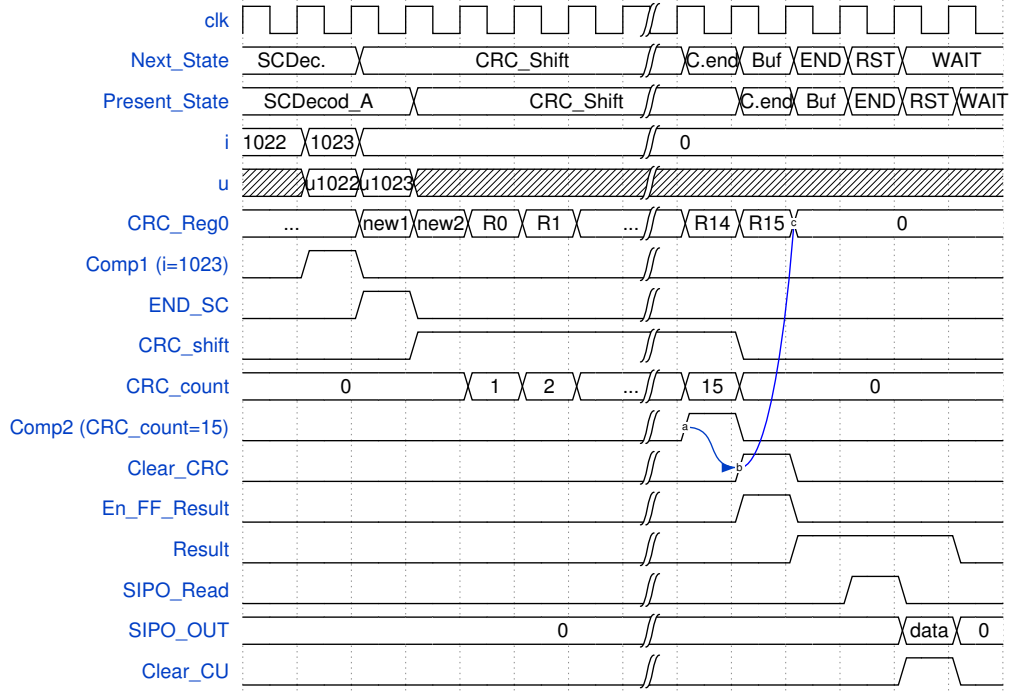 clk
Next_State SCDec. CRC_Shift C.end Buf END RST WAIT
Present_State SCDecod_A CRC_Shift C.end Buf END RST WAIT
i 1022 1023 0
u u1022 u1023
CRC_Reg0 ... new1 new2 R0 R1 ... R14 R15 c 0
Comp1 (i=1023)
END_SC
CRC_shift
CRC_count 0 1 2 ... 15 0
Comp2 (CRC_count=15) a
Clear_CRC b
En_FF_Result
Result
SIPO_Read
SIPO_OUT 0 data 0
Clear_CU